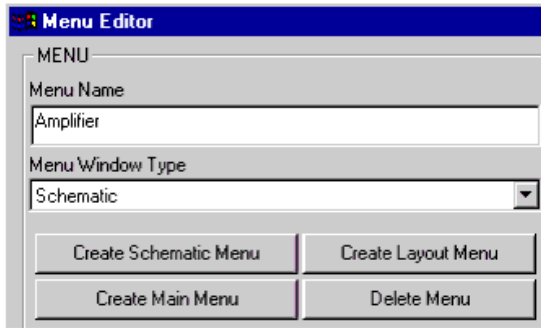 Menu Editor
MENU
Menu Name
Amplifier
Menu Window Type
Schematic
Create Schematic Menu Create Layout Menu
Create Main Menu Delete Menu